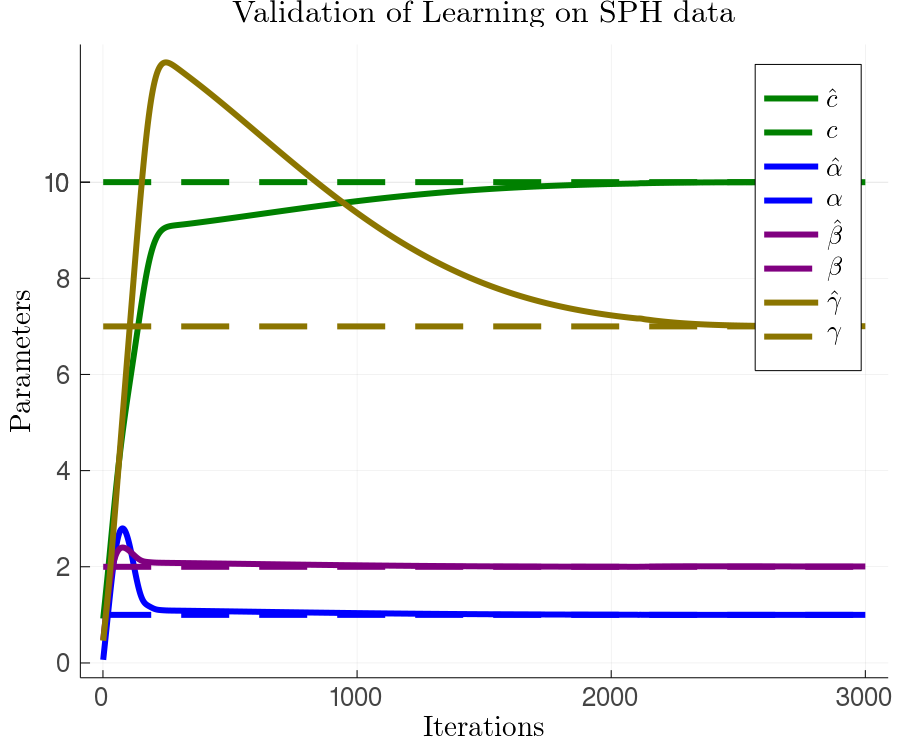 Validation of Learning on SPH data
ĉ
c
α̂
α
β̂
β
γ̂
γ
10
8
6
4
2
0
Parameters
0 1000 2000 3000
Iterations